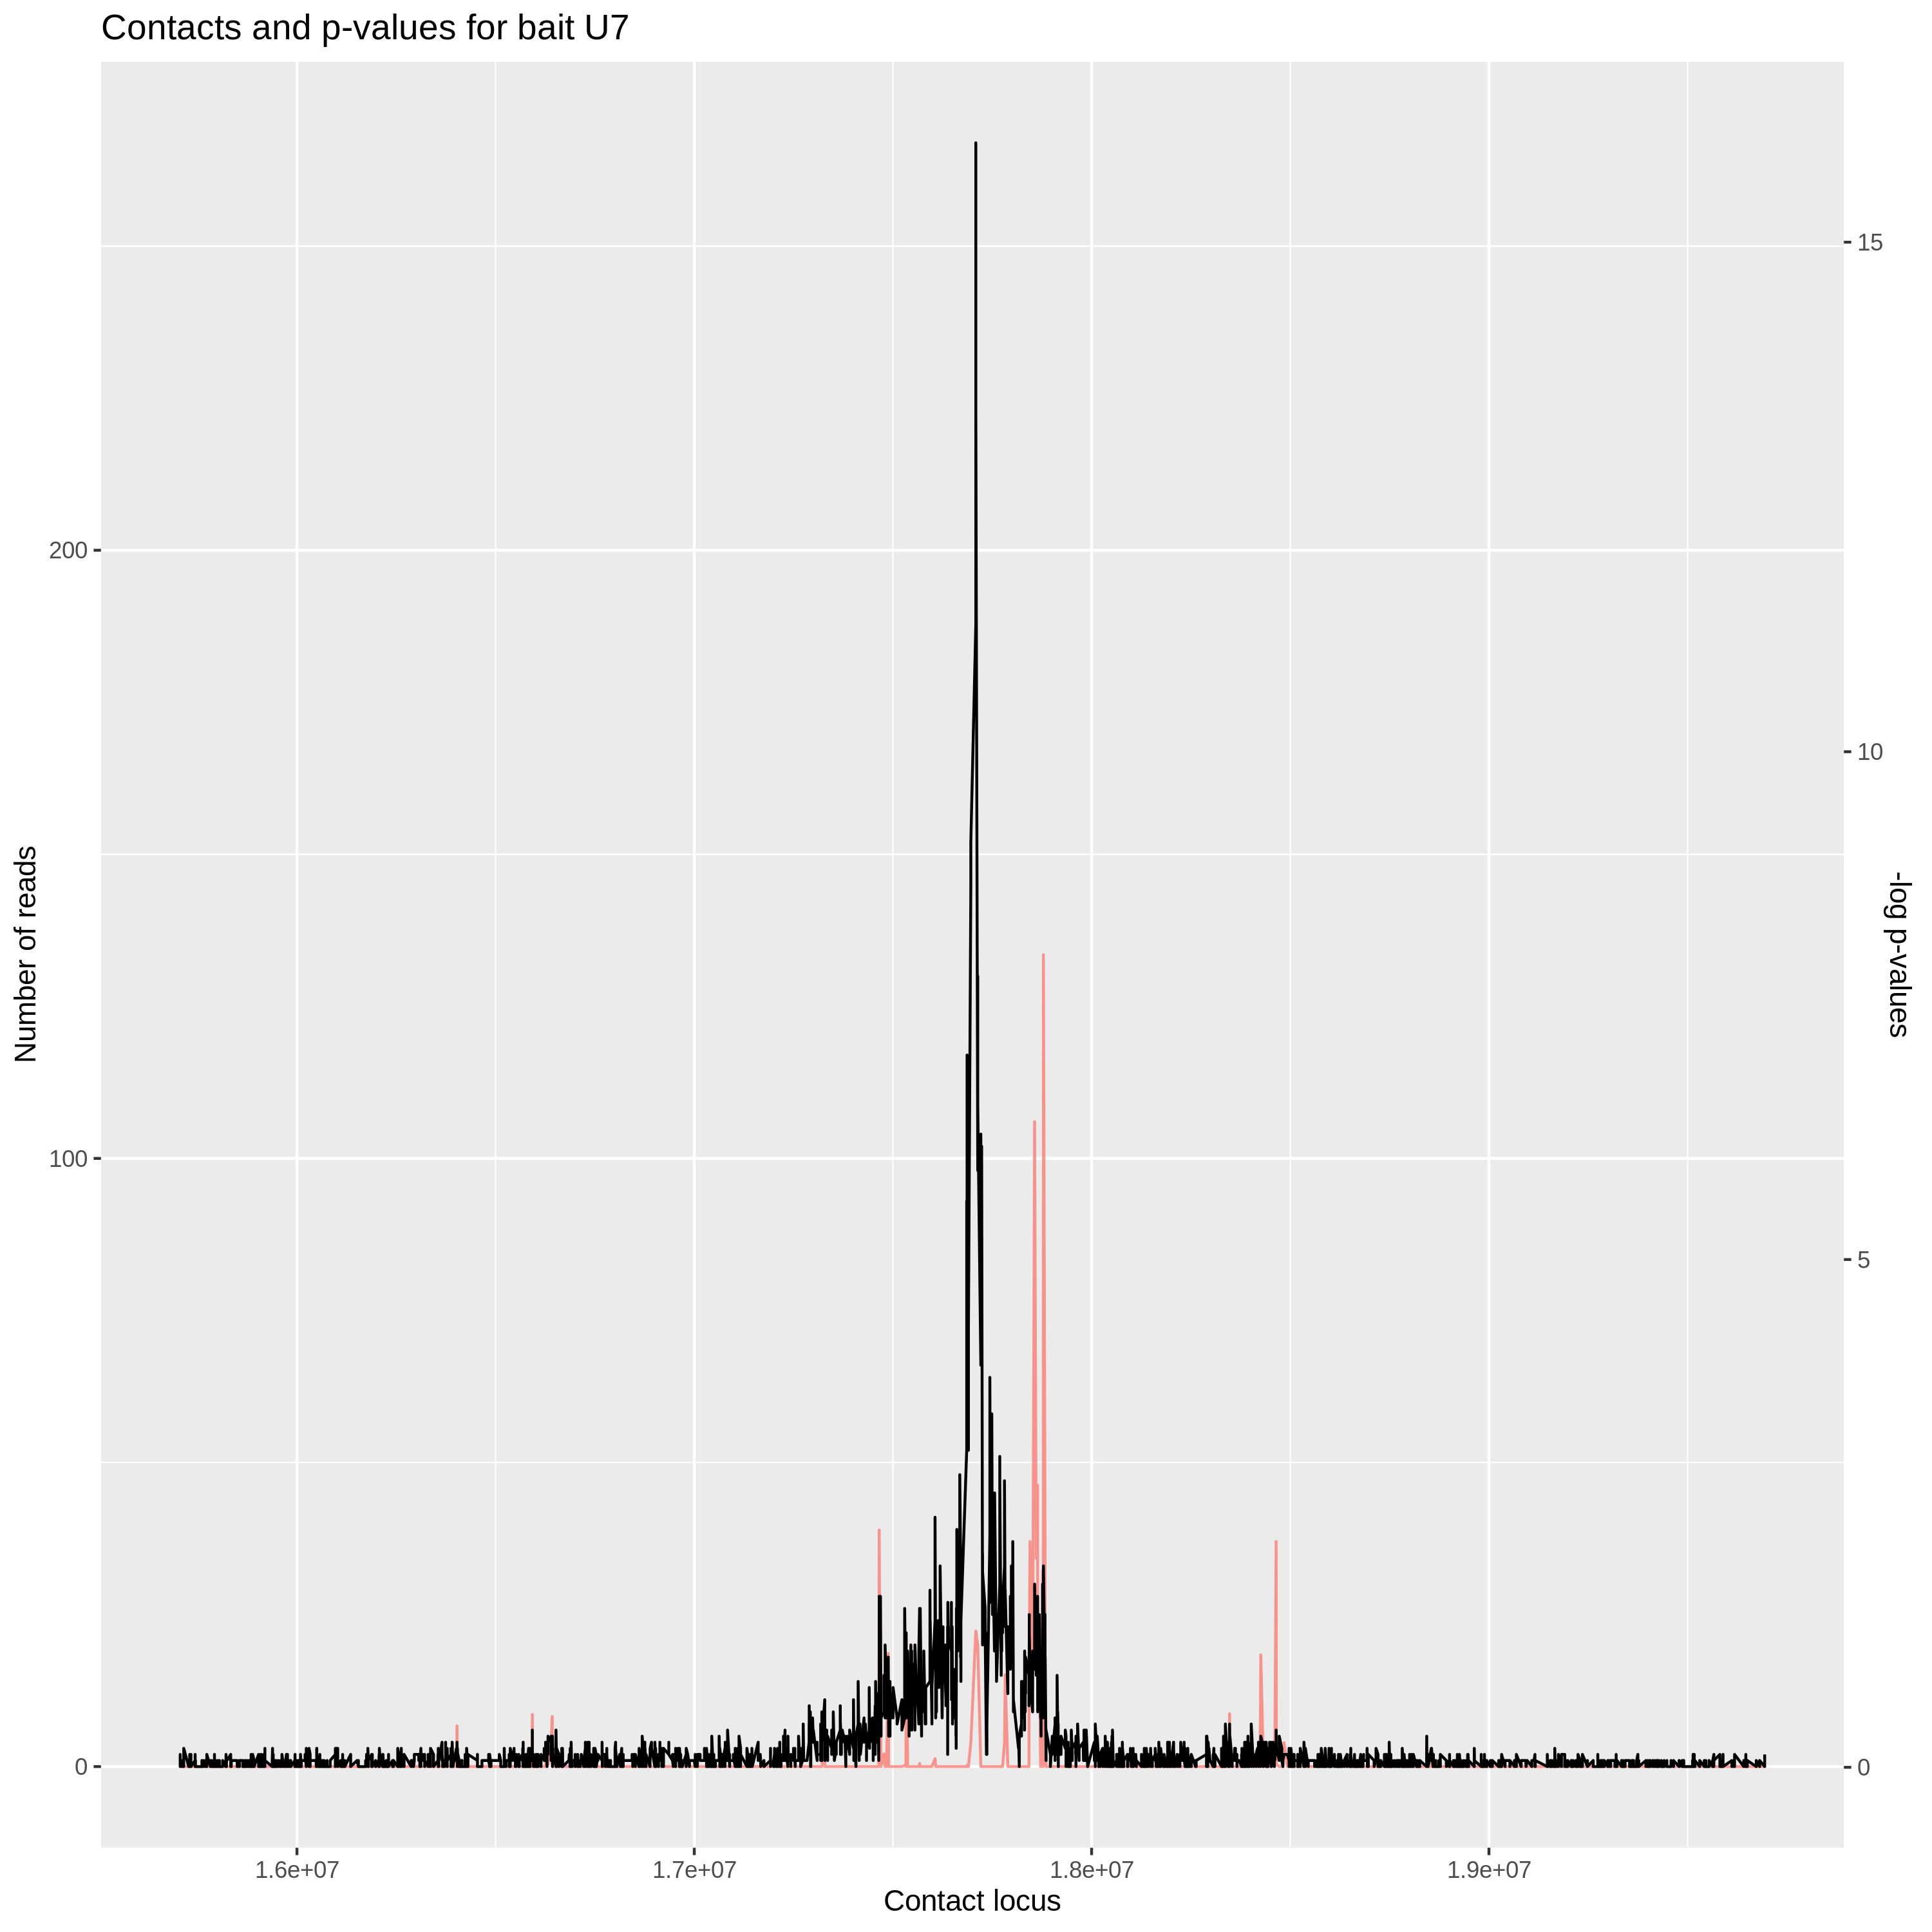 Contacts and p-values for bait U7
Number of reads
200
100
0
15
10
5
0
-log p-values
1.6e+07
1.7e+07
1.8e+07
1.9e+07
Contact locus